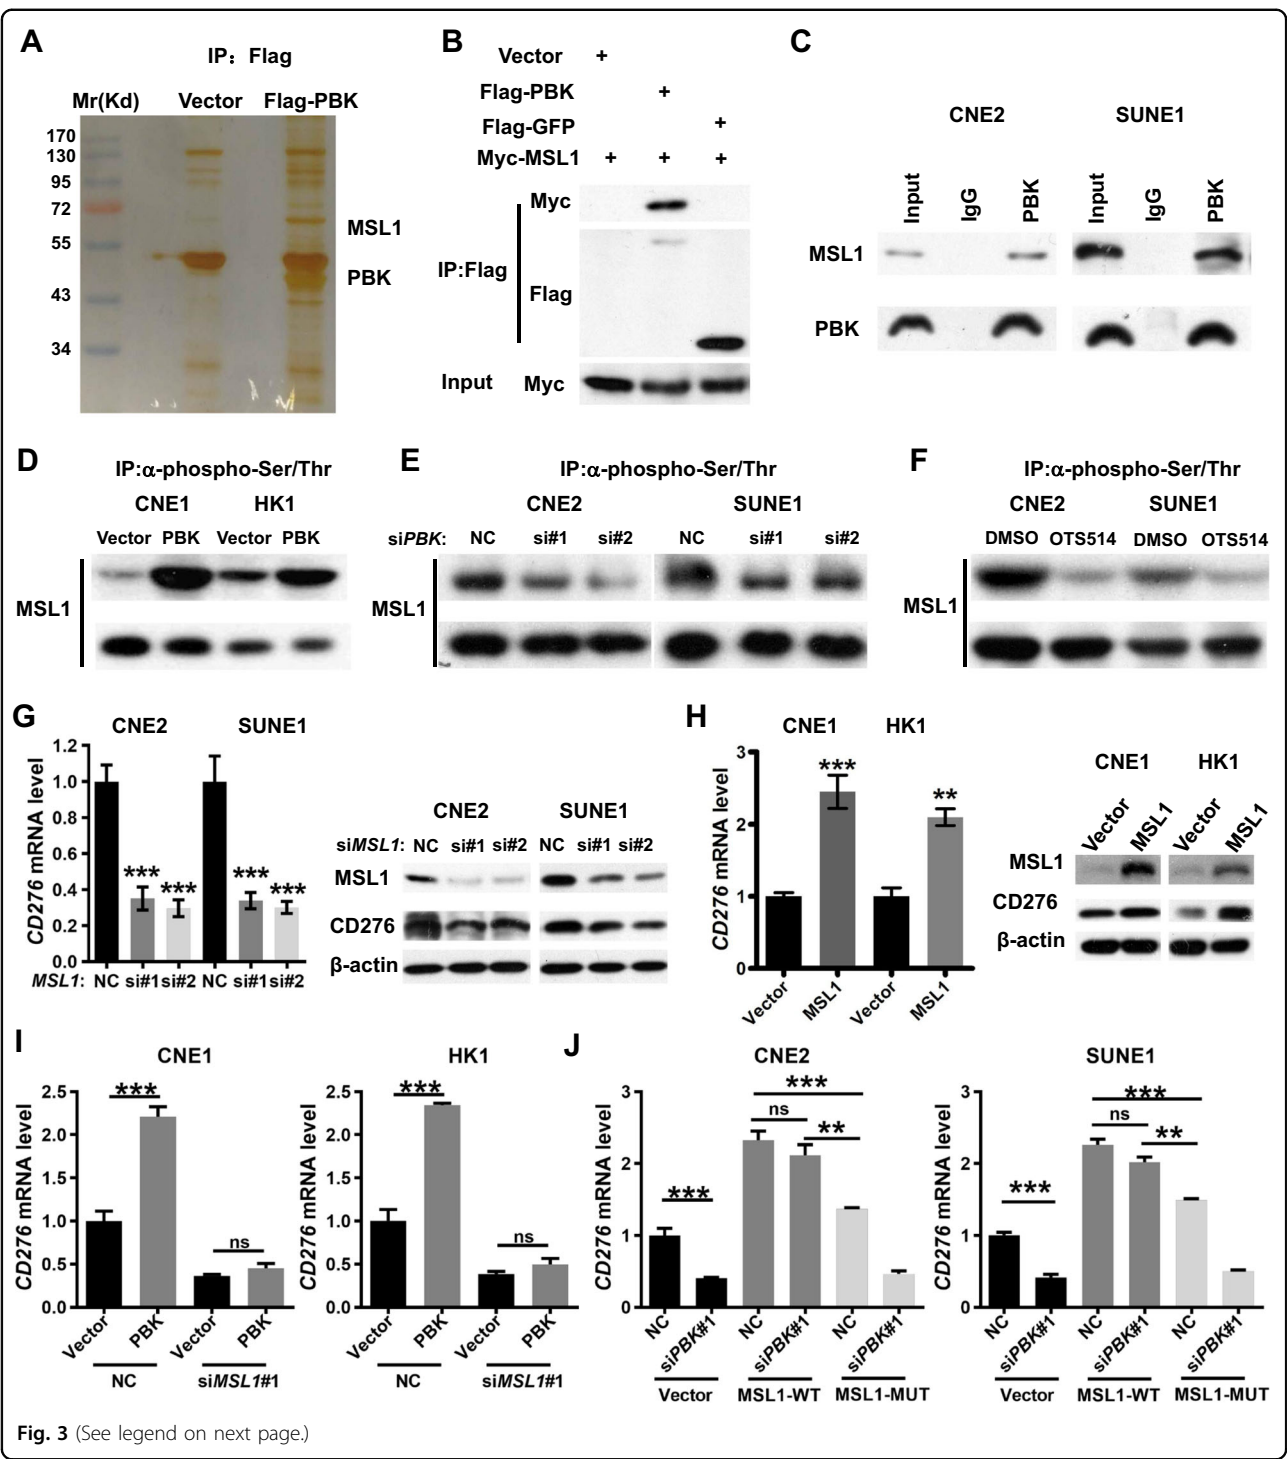 A
IP: Flag
Mr(Kd) Vector Flag-PBK
170
130
95
72
55
43
34
MSL1
PBK
B
Vector +
Flag-PBK +
Flag-GFP +
Myc-MSL1 + + +
Myc
IP:Flag
Flag
Input Myc
C
CNE2 SUNE1
Input IgG PBK Input IgG PBK
MSL1
PBK
D
IP:α-phospho-Ser/Thr
CNE1 HK1
Vector PBK Vector PBK
MSL1
E
IP:α-phospho-Ser/Thr
CNE2 SUNE1
siPBK: NC si#1 si#2 NC si#1 si#2
MSL1
F
IP:α-phospho-Ser/Thr
CNE2 SUNE1
DMSO OTS514 DMSO OTS514
MSL1
G
CNE2 SUNE1
CD276 mRNA level
1.2
1.0
0.8
0.6
0.4
0.2
0.0
*** *** *** ***
MSL1: NC si#1 si#2 NC si#1 si#2
CNE2 SUNE1
siMSL1: NC si#1 si#2 NC si#1 si#2
MSL1
CD276
β-actin
H
CNE1 HK1
CD276 mRNA level
3
2
1
0
*** **
Vector MSL1 Vector MSL1
CNE1 HK1
Vector MSL1 Vector MSL1
MSL1
CD276
β-actin
I
CNE1
CD276 mRNA level
2.5
2.0
1.5
1.0
0.5
0.0
*** ns
Vector PBK Vector PBK
NC siMSL1#1
HK1
CD276 mRNA level
2.5
2.0
1.5
1.0
0.5
0.0
*** ns
Vector PBK Vector PBK
NC siMSL1#1
J
CNE2
CD276 mRNA level
3
2
1
0
***
ns
**
***
NC siPBK#1 NC siPBK#1 NC siPBK#1
Vector MSL1-WT MSL1-MUT
SUNE1
CD276 mRNA level
3
2
1
0
***
ns
**
***
NC siPBK#1 NC siPBK#1 NC siPBK#1
Vector MSL1-WT MSL1-MUT
Fig. 3 (See legend on next page.)